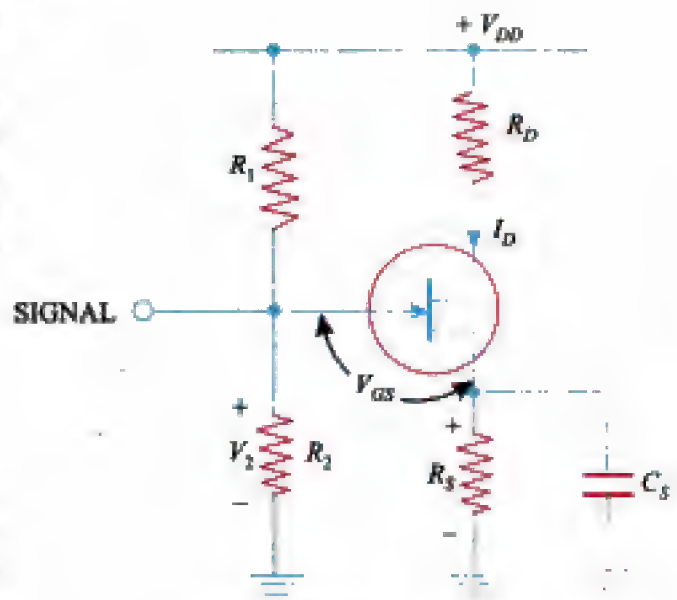 + V_DD
R_D
R_1
I_D
SIGNAL
V_GS
+
+
V_2
R_2
R_S
C_S
−
−